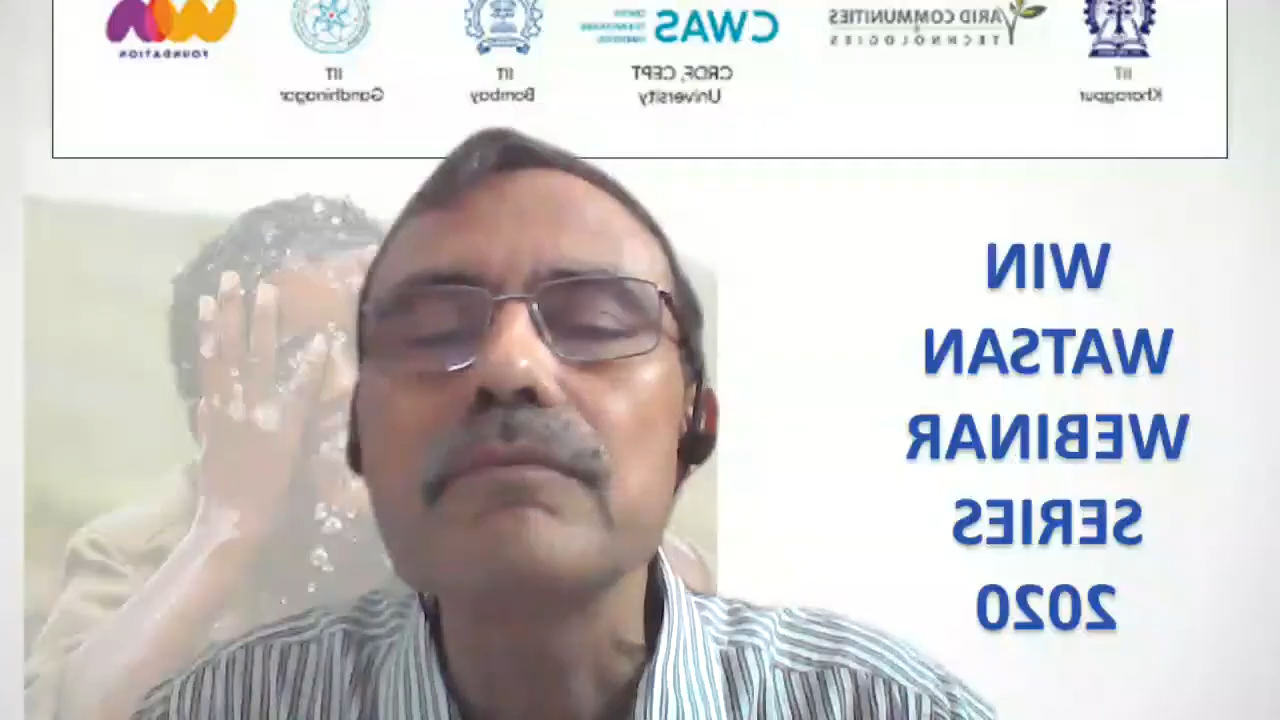 WIN FOUNDATION
IIT Gandhinagar
IIT Bombay
CWAS
CRDF, CEPT University
ARID COMMUNITIES
TECHNOLOGIES
IIT Kharagpur
WIN
WATSAN
WEBINAR
SERIES
2020